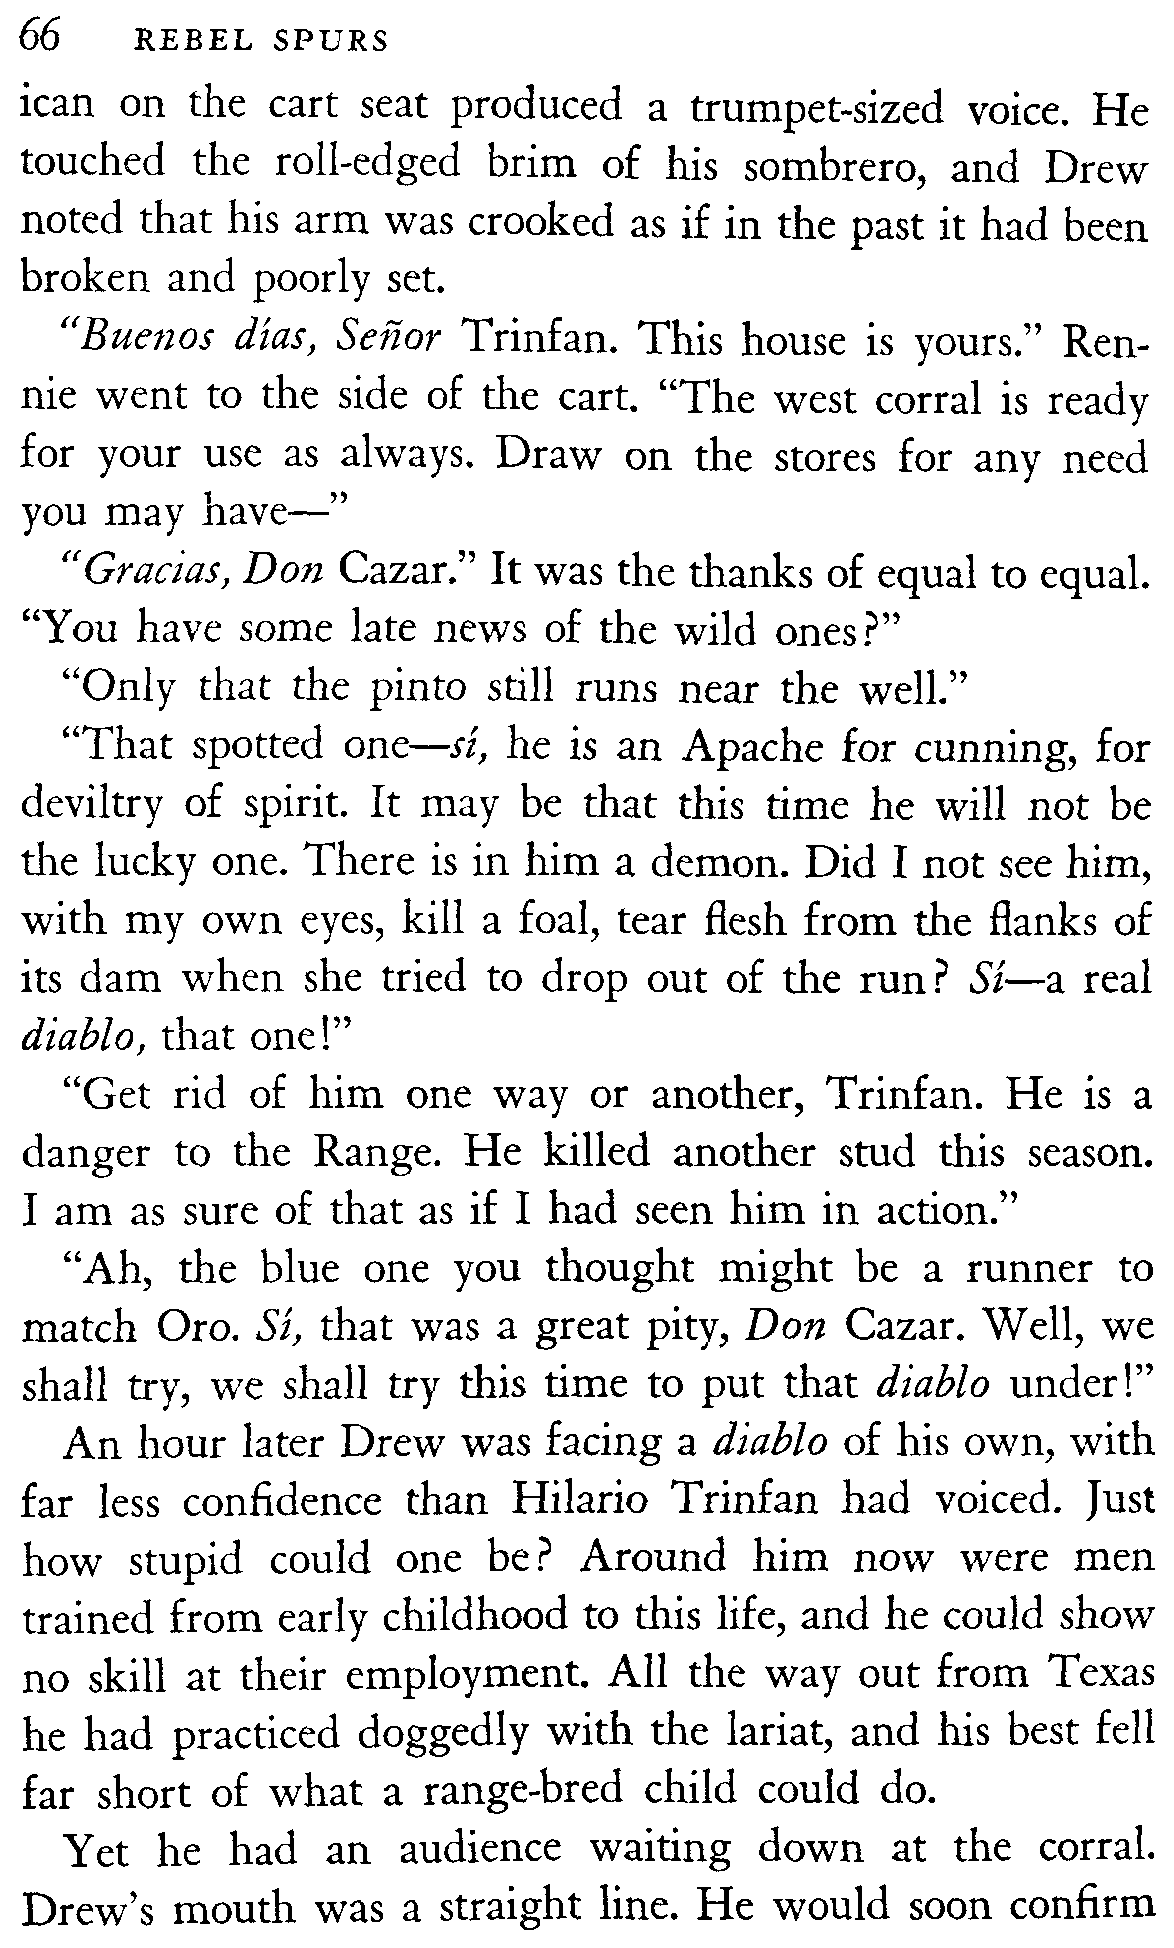 66 REBEL SPURS
ican on the cart seat produced a trumpet-sized voice. He
touched the roll-edged brim of his sombrero, and Drew
noted that his arm was crooked as if in the past it had been
broken and poorly set.
“Buenos días, Señor Trinfan. This house is yours.” Ren-
nie went to the side of the cart. “The west corral is ready
for your use as always. Draw on the stores for any need
you may have—”
“Gracias, Don Cazar.” It was the thanks of equal to equal.
“You have some late news of the wild ones?”
“Only that the pinto still runs near the well.”
“That spotted one—sí, he is an Apache for cunning, for
deviltry of spirit. It may be that this time he will not be
the lucky one. There is in him a demon. Did I not see him,
with my own eyes, kill a foal, tear flesh from the flanks of
its dam when she tried to drop out of the run? Sí—a real
diablo, that one!”
“Get rid of him one way or another, Trinfan. He is a
danger to the Range. He killed another stud this season.
I am as sure of that as if I had seen him in action.”
“Ah, the blue one you thought might be a runner to
match Oro. Sí, that was a great pity, Don Cazar. Well, we
shall try, we shall try this time to put that diablo under!”
An hour later Drew was facing a diablo of his own, with
far less confidence than Hilario Trinfan had voiced. Just
how stupid could one be? Around him now were men
trained from early childhood to this life, and he could show
no skill at their employment. All the way out from Texas
he had practiced doggedly with the lariat, and his best fell
far short of what a range-bred child could do.
Yet he had an audience waiting down at the corral.
Drew’s mouth was a straight line. He would soon confirm